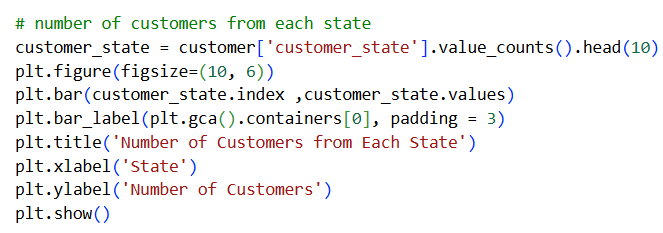 # number of customers from each state
customer_state = customer['customer_state'].value_counts().head(10)
plt.figure(figsize=(10, 6))
plt.bar(customer_state.index ,customer_state.values)
plt.bar_label(plt.gca().containers[0], padding = 3)
plt.title('Number of Customers from Each State')
plt.xlabel('State')
plt.ylabel('Number of Customers')
plt.show()